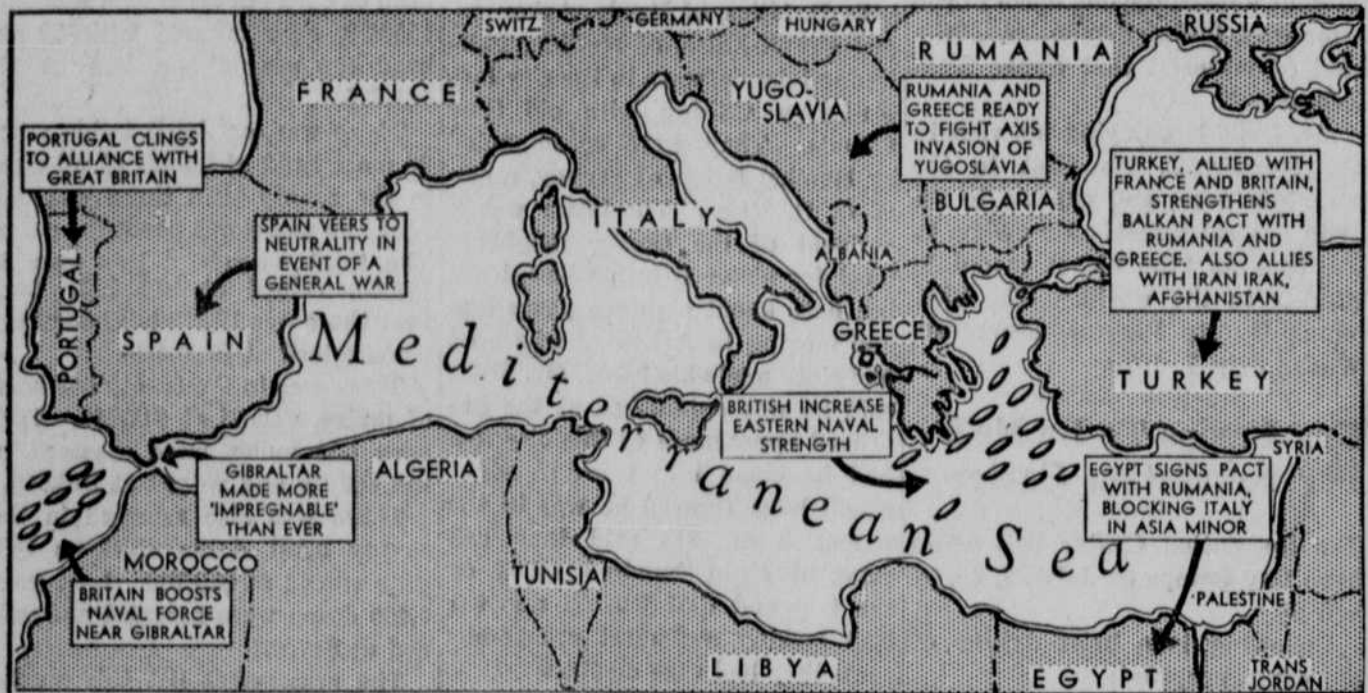 SWITZ.
GERMANY
HUNGARY
RUSSIA
RUMANIA
FRANCE
YUGO-
SLAVIA
RUMANIA AND
GREECE READY
TO FIGHT AXIS
INVASION OF
YUGOSLAVIA
PORTUGAL CLINGS
TO ALLIANCE WITH
GREAT BRITAIN
TURKEY, ALLIED WITH
FRANCE AND BRITAIN,
STRENGTHENS
BALKAN PACT WITH
RUMANIA AND
GREECE. ALSO ALLIES
WITH IRAN IRAK,
AFGHANISTAN
BULGARIA
ITALY
SPAIN VEERS TO
NEUTRALITY IN
EVENT OF A
GENERAL WAR
ALBANIA
PORTUGAL
SPAIN
GREECE
TURKEY
Mediterranean Sea
BRITISH INCREASE
EASTERN NAVAL
STRENGTH
SYRIA
GIBRALTAR
MADE MORE
'IMPREGNABLE'
THAN EVER
ALGERIA
EGYPT SIGNS PACT
WITH RUMANIA,
BLOCKING ITALY
IN ASIA MINOR
MOROCCO
TUNISIA
BRITAIN BOOSTS
NAVAL FORCE
NEAR GIBRALTAR
PALESTINE
LIBYA
EGYPT
TRANS
JORDAN